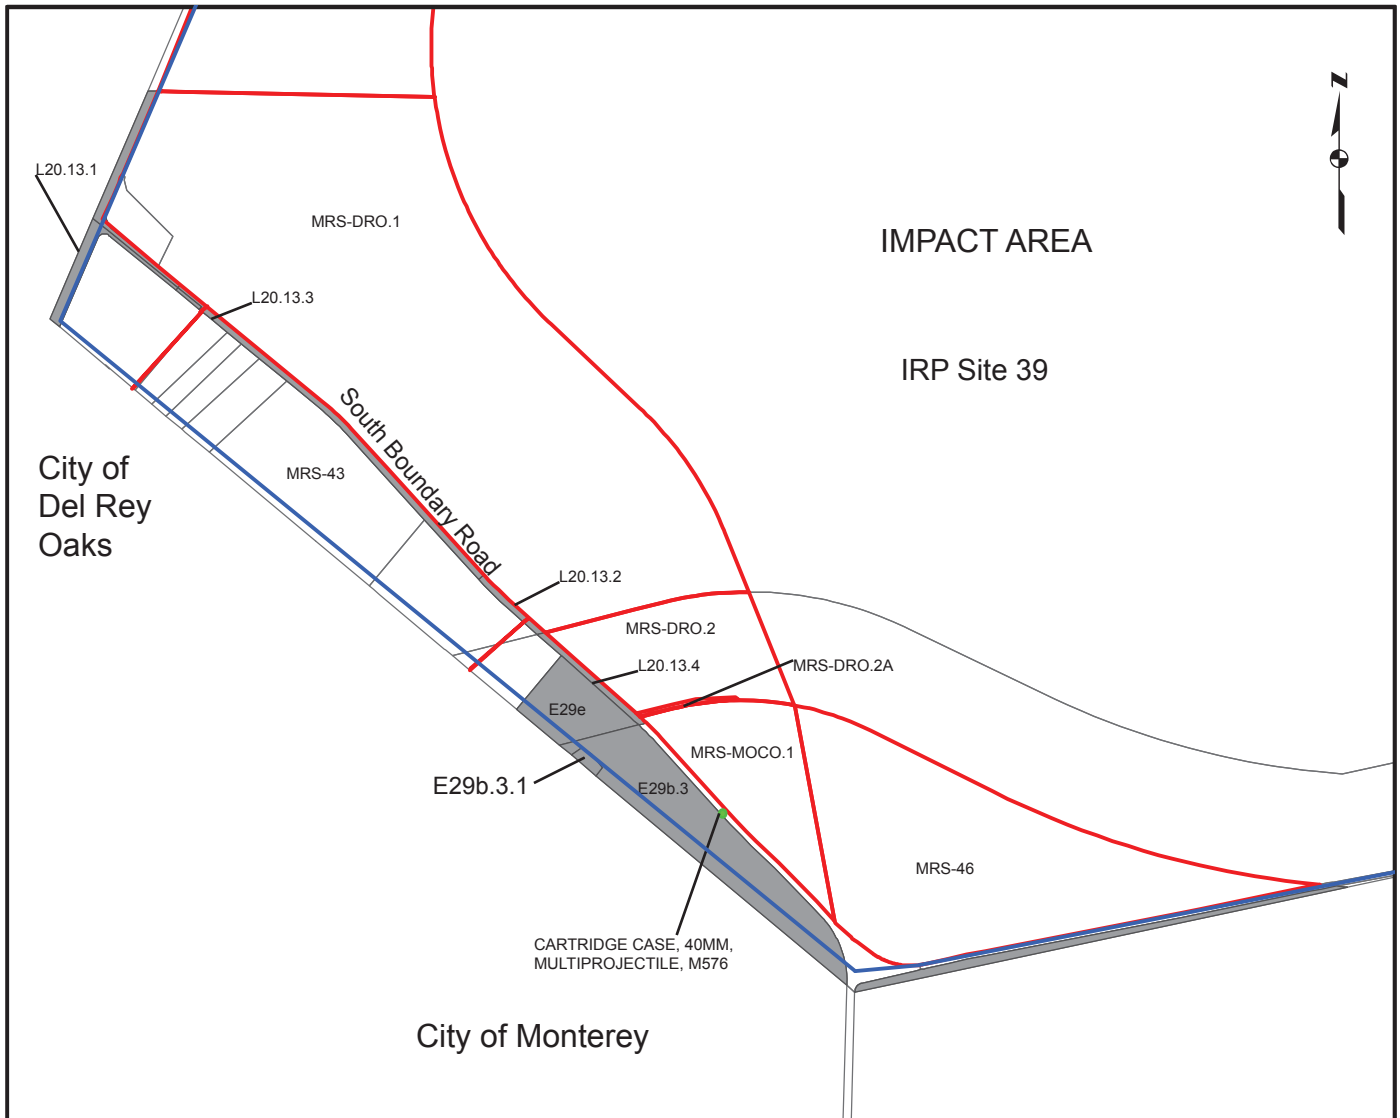 N
L20.13.1
MRS-DRO.1
IMPACT AREA
L20.13.3
IRP Site 39
South Boundary Road
City of
Del Rey
Oaks
MRS-43
L20.13.2
MRS-DRO.2
L20.13.4
MRS-DRO.2A
E29e
MRS-MOCO.1
E29b.3.1
E29b.3
MRS-46
CARTRIDGE CASE, 40MM,
MULTIPROJECTILE, M576
City of Monterey